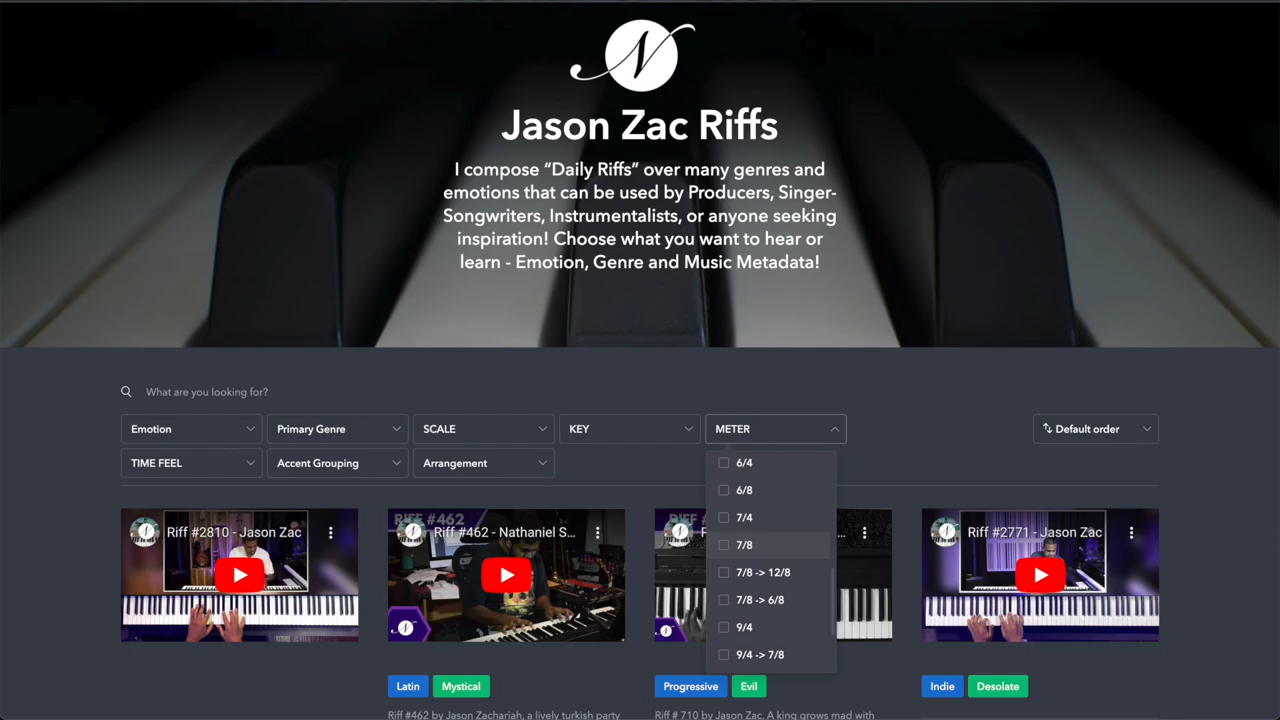 N
Jason Zac Riffs
I compose “Daily Riffs” over many genres and
emotions that can be used by Producers, Singer-
Songwriters, Instrumentalists, or anyone seeking
inspiration! Choose what you want to hear or
learn - Emotion, Genre and Music Metadata!
What are you looking for?
Emotion
Primary Genre
SCALE
KEY
METER
Default order
TIME FEEL
Accent Grouping
Arrangement
6/4
6/8
7/4
7/8
7/8 -> 12/8
7/8 -> 6/8
9/4
9/4 -> 7/8
Riff #2810 - Jason Zac
RIFF #462
Riff #462 - Nathaniel S...
Riff #2771 - Jason Zac
Latin
Mystical
Progressive
Evil
Indie
Desolate
Riff #462 by Jason Zachariah, a lively turkish party
Riff # 710 by Jason Zac. A king grows mad with